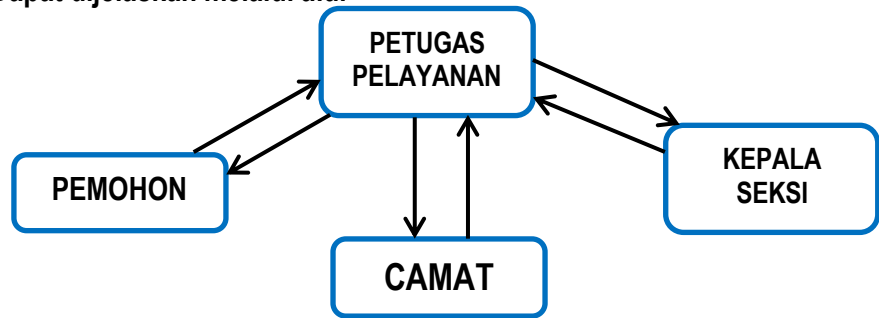 PETUGAS
PELAYANAN
PEMOHON
KEPALA
SEKSI
CAMAT